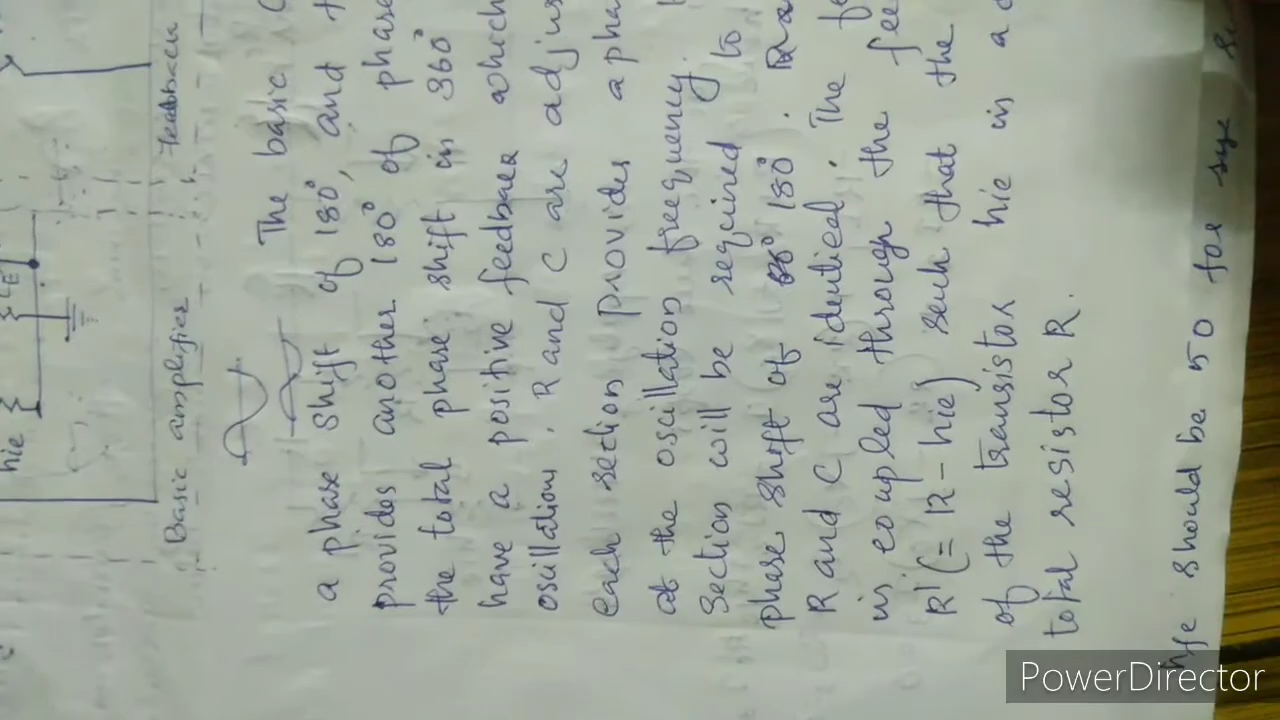 hie
Basic amplifier feedback
The basic
a phase shift of 180°, and
provides another 180° of phase
the total phase shift is 360°
have a positive feedback which
oscillation. R and C are adjus
each section provides a pha
at the oscillation frequency.
Section will be required to
phase shift of 180°.
R and C are identical. The fe
is coupled through the fee
R' (= R - hie) such that the
of the transistor hie is a
total resistor R.
hfe should be 50 for
PowerDirector